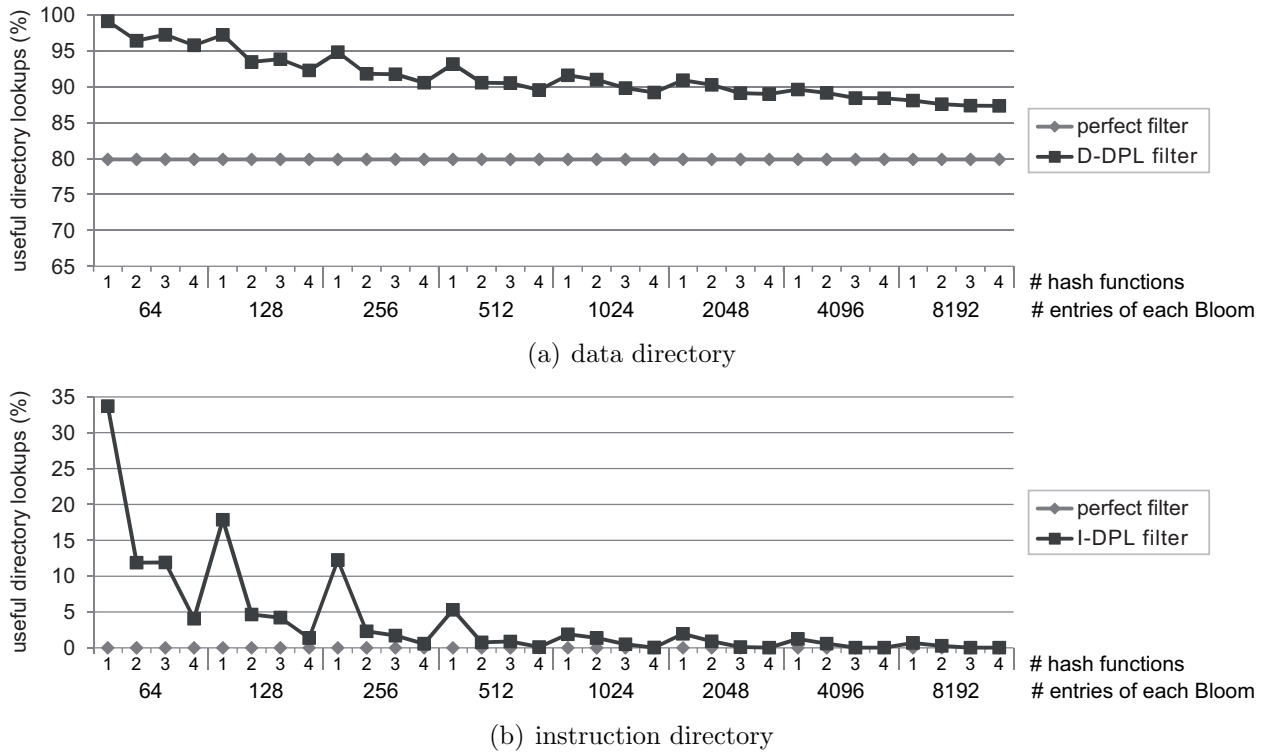 useful directory lookups (%)
100
95
90
85
80
75
70
65
1 2 3 4 1 2 3 4 1 2 3 4 1 2 3 4 1 2 3 4 1 2 3 4 1 2 3 4 1 2 3 4 # hash functions
64 128 256 512 1024 2048 4096 8192 # entries of each Bloom
perfect filter
D-DPL filter
(a) data directory
useful directory lookups (%)
35
30
25
20
15
10
5
0
1 2 3 4 1 2 3 4 1 2 3 4 1 2 3 4 1 2 3 4 1 2 3 4 1 2 3 4 1 2 3 4 # hash functions
64 128 256 512 1024 2048 4096 8192 # entries of each Bloom
perfect filter
I-DPL filter
(b) instruction directory